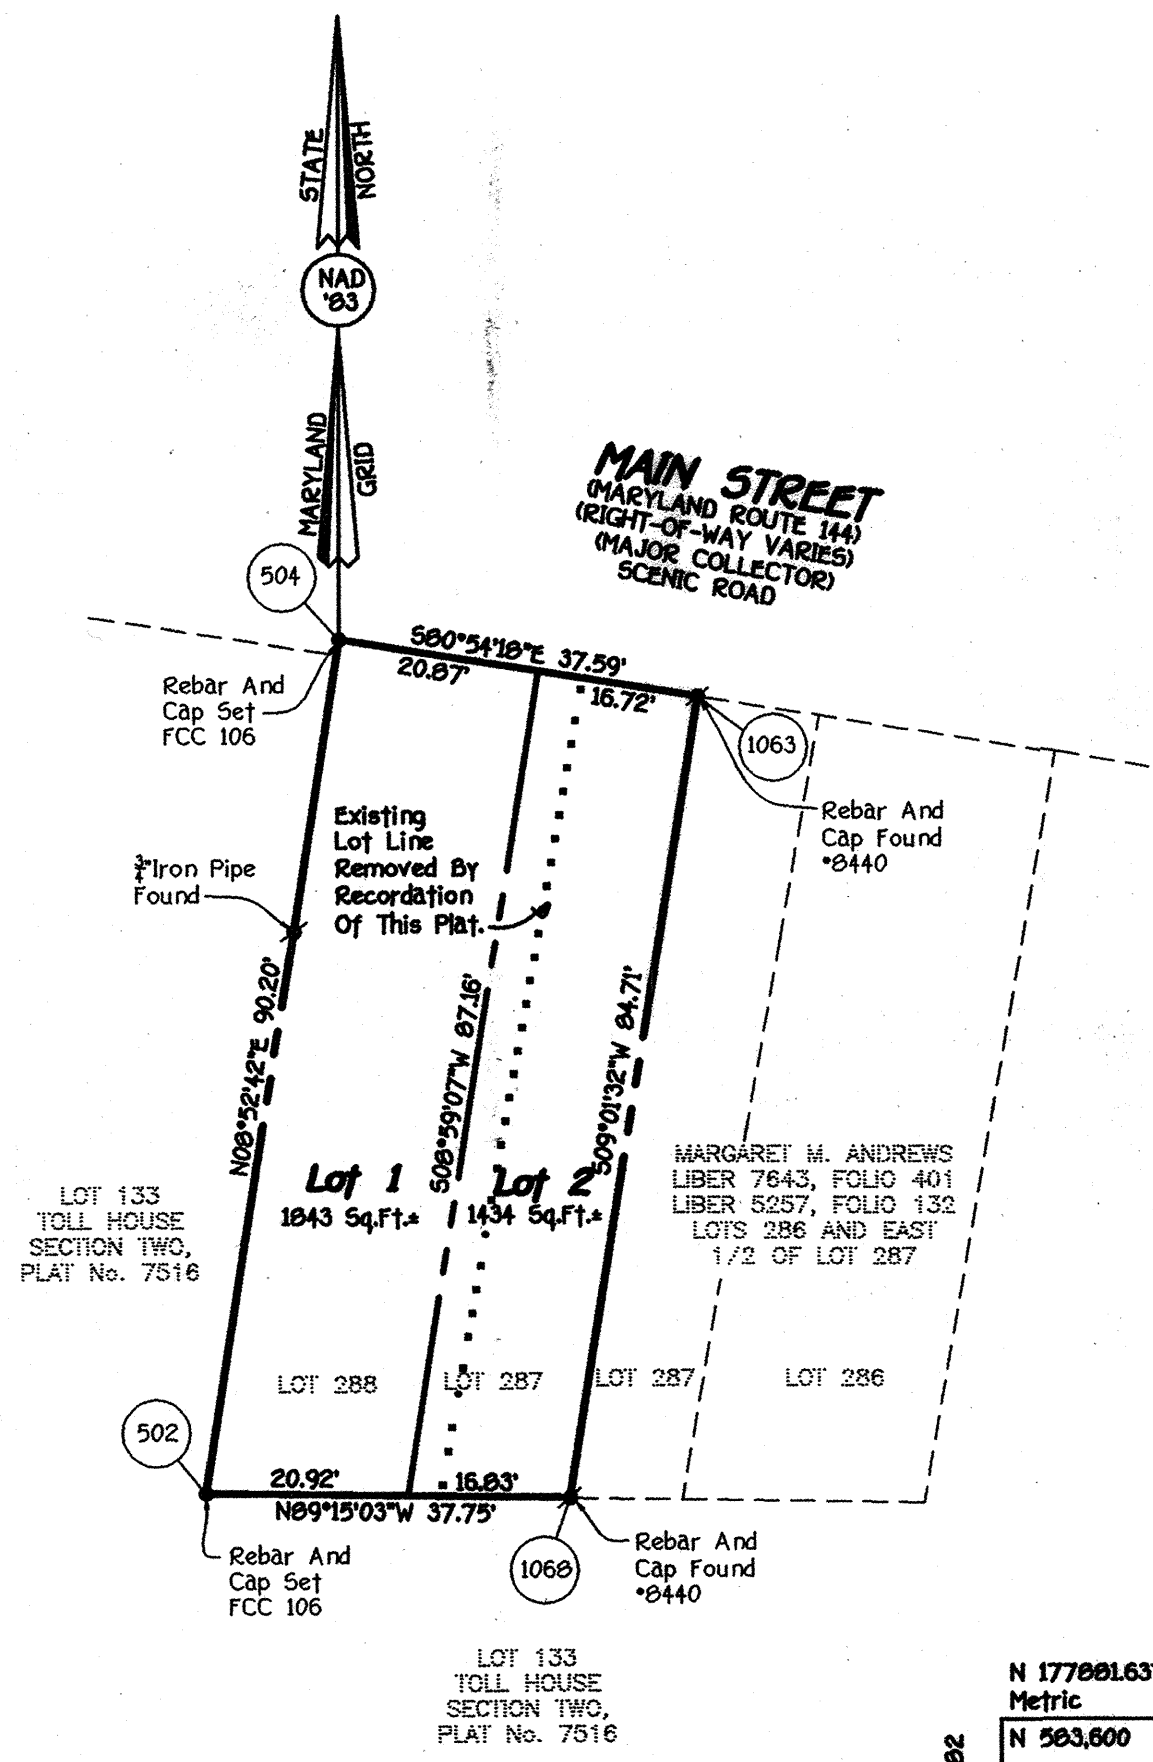 STATE
NORTH
NAD
'83
MARYLAND
GRID
MAIN STREET
(MARYLAND ROUTE 144)
(RIGHT-OF-WAY VARIES)
(MAJOR COLLECTOR)
SCENIC ROAD
504
S80°54'18"E 37.59'
20.87'
16.72'
Rebar And
Cap Set
FCC 106
1063
Rebar And
Cap Found
*8440
Existing
Lot Line
Removed By
Recordation
Of This Plat.
3/4" Iron Pipe
Found
N08°52'42"E 90.20'
S08°59'07"W 87.16'
S09°01'32"W 84.71'
Lot 1
1843 Sq.Ft.±
Lot 2
1434 Sq.Ft.±
MARGARET M. ANDREWS
LIBER 7643, FOLIO 401
LIBER 5257, FOLIO 132
LOTS 286 AND EAST
1/2 OF LOT 287
LOT 133
TOLL HOUSE
SECTION TWO,
PLAT No. 7516
LOT 288
LOT 287
LOT 287
LOT 286
502
20.92'
16.83'
N89°15'03"W 37.75'
Rebar And
Cap Set
FCC 106
1068
Rebar And
Cap Found
*8440
LOT 133
TOLL HOUSE
SECTION TWO,
PLAT No. 7516
N 177881.63
Metric
N 583,600